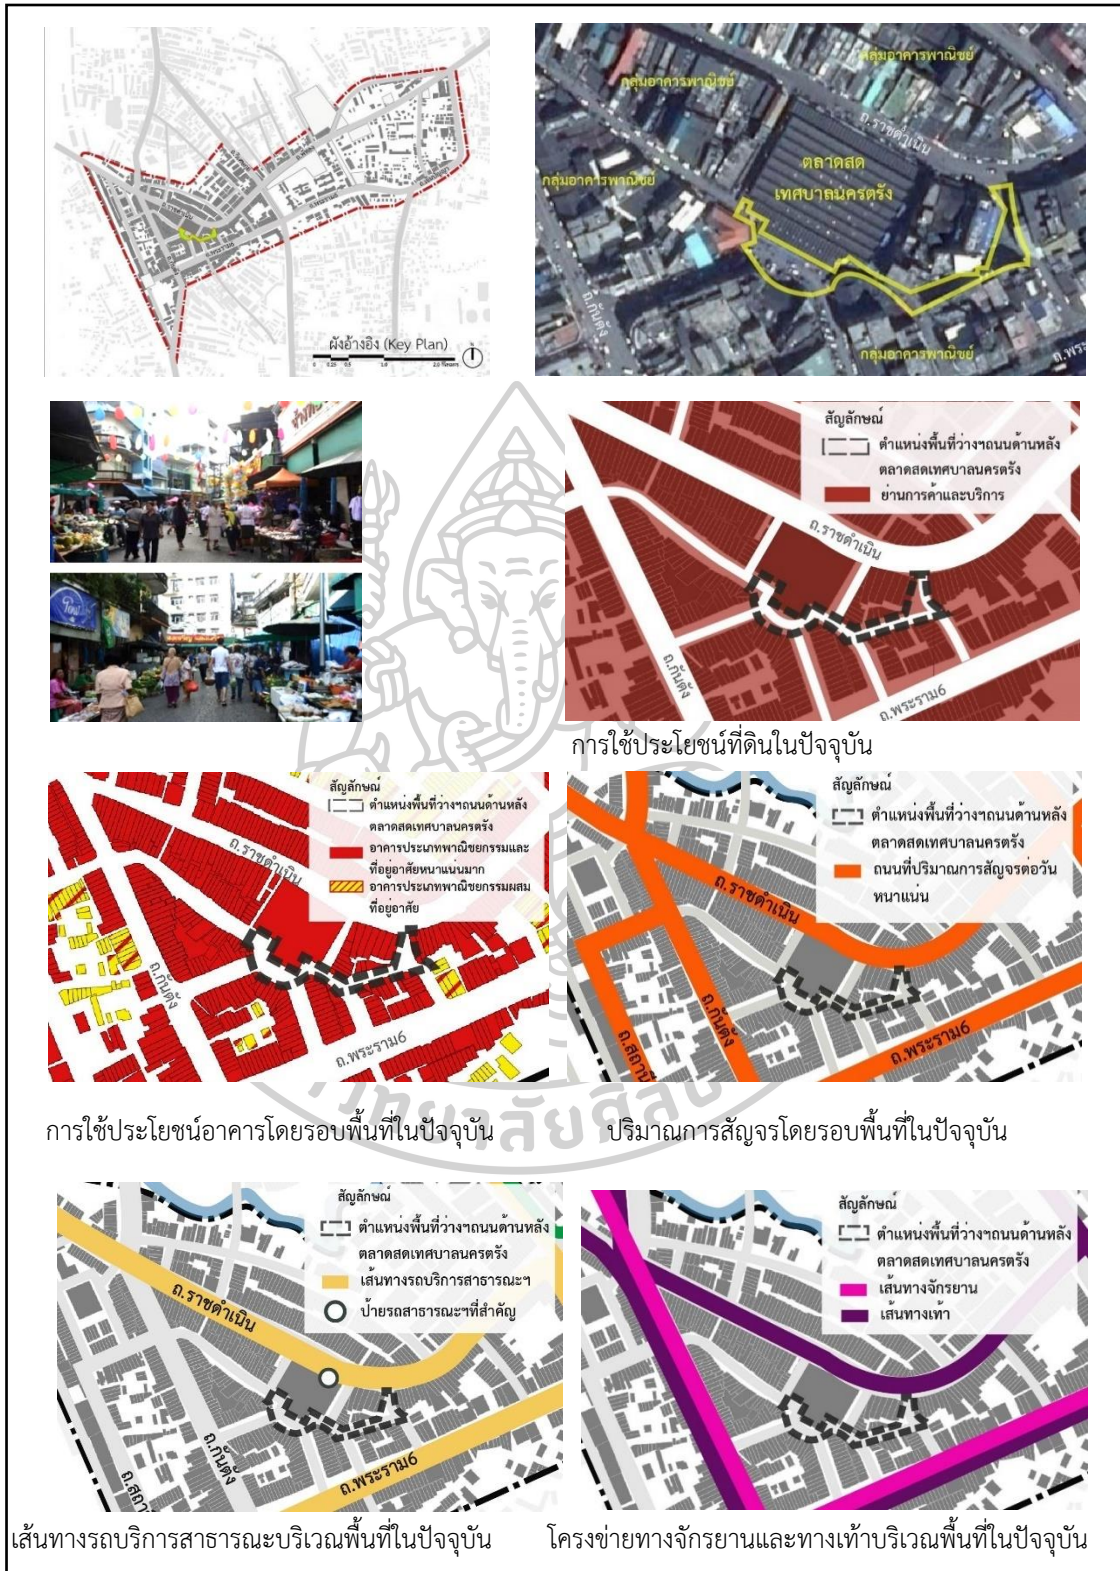 ผังอ้างอิง (Key Plan)
0 0.25 0.5 1.0 2.0
กลุ่มอาคารพาณิชย์
กลุ่มอาคารพาณิชย์
ถ.ราชดำเนิน
ตลาดสด
เทศบาลนครตรัง
กลุ่มอาคารพาณิชย์
ถ.กันตัง
กลุ่มอาคารพาณิชย์
ถ.พระ
สัญลักษณ์
ตำแหน่งพื้นที่ว่างฯถนนด้านหลัง
ตลาดสดเทศบาลนครตรัง
ย่านการค้าและบริการ
ถ.ราชดำเนิน
ถ.กันตัง
ถ.พระราม6
การใช้ประโยชน์ที่ดินในปัจจุบัน
สัญลักษณ์
ตำแหน่งพื้นที่ว่างฯถนนด้านหลัง
ตลาดสดเทศบาลนครตรัง
อาคารประเภทพาณิชยกรรมและ
ที่อยู่อาศัยหนาแน่นมาก
อาคารประเภทพาณิชยกรรมผสม
ที่อยู่อาศัย
ถ.ราชดำเนิน
ถ.กันตัง
ถ.พระราม6
สัญลักษณ์
ตำแหน่งพื้นที่ว่างฯถนนด้านหลัง
ตลาดสดเทศบาลนครตรัง
ถนนที่ปริมาณการสัญจรต่อวัน
หนาแน่น
ถ.ราชดำเนิน
ถ.กันตัง
ถ.สถานี
ถ.พระราม6
การใช้ประโยชน์อาคารโดยรอบพื้นที่ในปัจจุบัน
ปริมาณการสัญจรโดยรอบพื้นที่ในปัจจุบัน
สัญลักษณ์
ตำแหน่งพื้นที่ว่างฯถนนด้านหลัง
ตลาดสดเทศบาลนครตรัง
เส้นทางรถบริการสาธารณะฯ
ป้ายรถสาธารณะฯที่สำคัญ
ถ.ราชดำเนิน
ถ.กันตัง
ถ.สถานี
ถ.พระราม6
สัญลักษณ์
ตำแหน่งพื้นที่ว่างฯถนนด้านหลัง
ตลาดสดเทศบาลนครตรัง
เส้นทางจักรยาน
เส้นทางเท้า
เส้นทางรถบริการสาธารณะบริเวณพื้นที่ในปัจจุบัน
โครงข่ายทางจักรยานและทางเท้าบริเวณพื้นที่ในปัจจุบัน